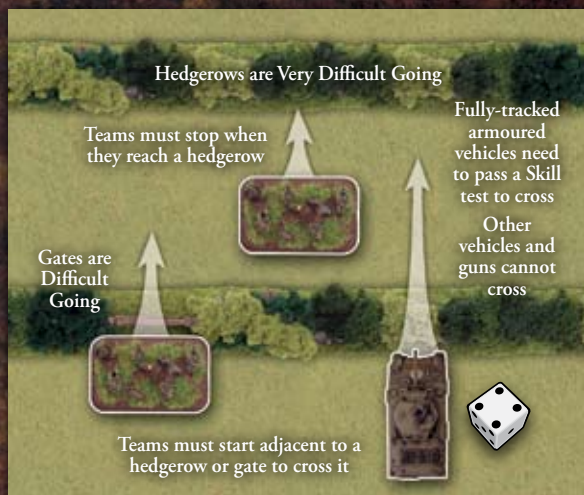 Hedgerows are Very Difficult Going
Teams must stop when
they reach a hedgerow
Fully-tracked
armoured
vehicles need
to pass a Skill
test to cross
Other
vehicles and
guns cannot
cross
Gates are
Difficult
Going
Teams must start adjacent to a
hedgerow or gate to cross it